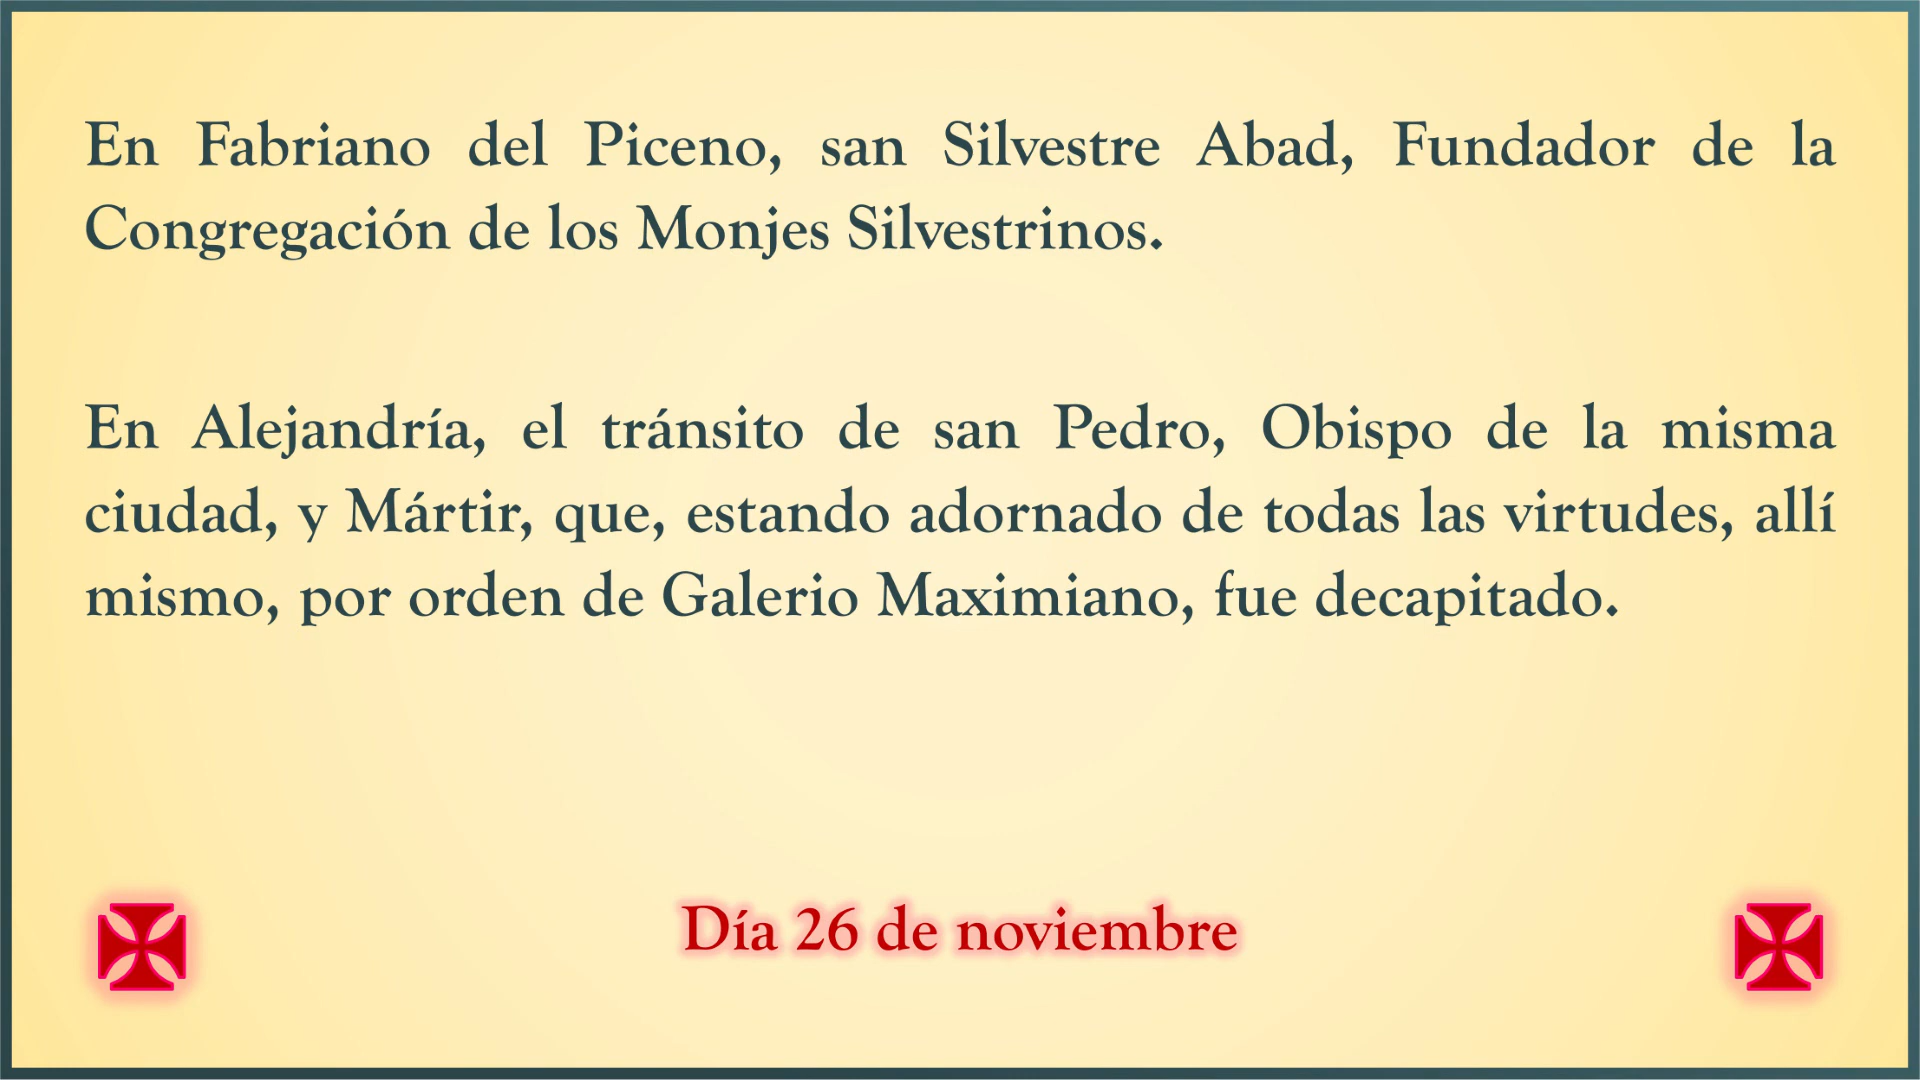 En Fabriano del Piceno, san Silvestre Abad, Fundador de la
Congregación de los Monjes Silvestrinos.
En Alejandría, el tránsito de san Pedro, Obispo de la misma
ciudad, y Mártir, que, estando adornado de todas las virtudes, allí
mismo, por orden de Galerio Maximiano, fue decapitado.
Día 26 de noviembre